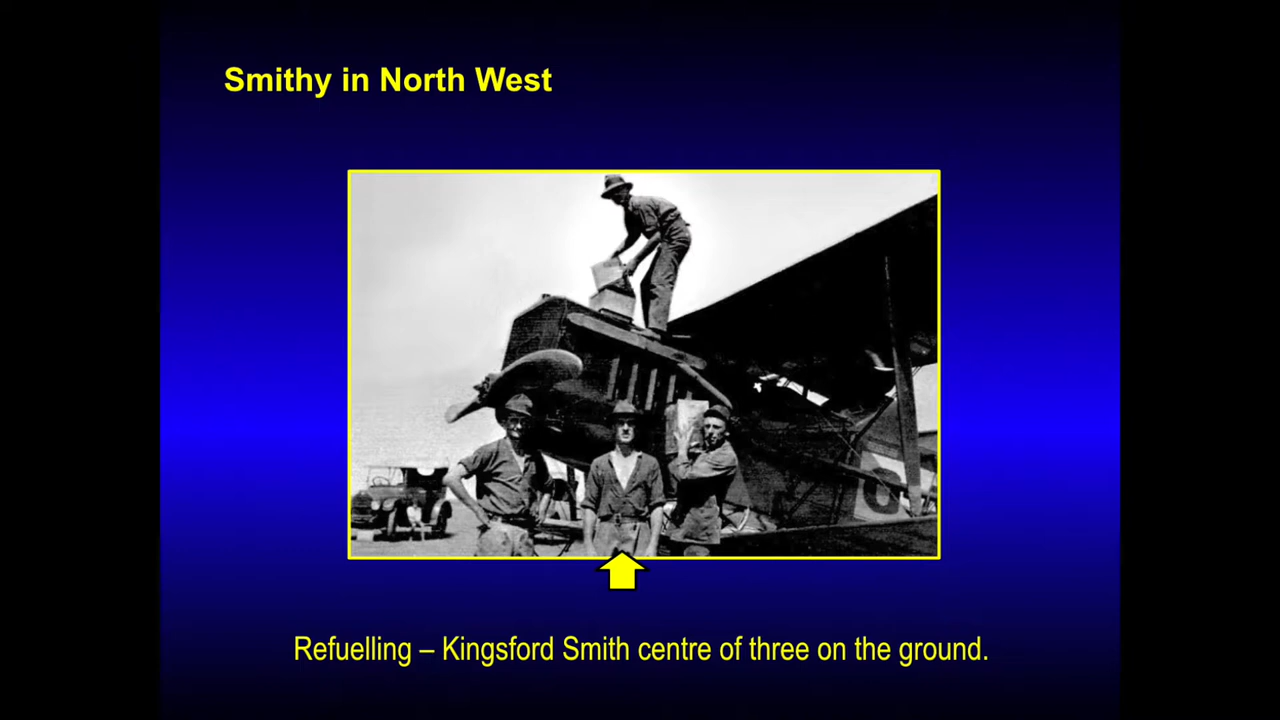 Smithy in North West
Refuelling – Kingsford Smith centre of three on the ground.